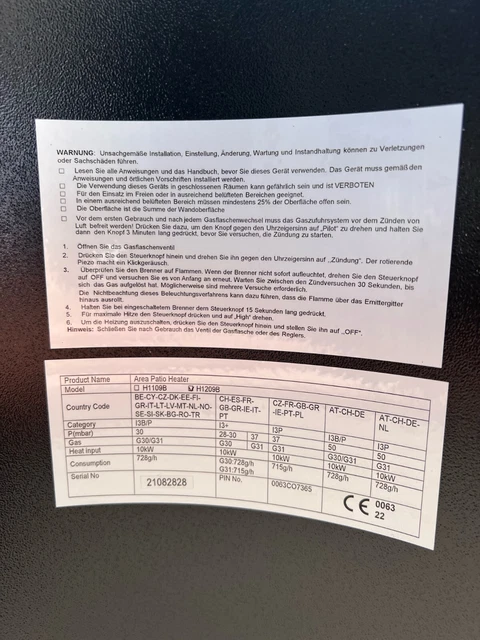 WARNUNG: Unsachgemäße Installation, Einstellung, Änderung, Wartung und Instandhaltung können zu Verletzungen
oder Sachschäden führen.
□ Lesen Sie alle Anweisungen und das Handbuch, bevor Sie dieses Gerät verwenden. Das Gerät muss gemäß den
Anweisungen und örtlichen Vorschriften installiert werden.
□ Die Verwendung dieses Geräts in geschlossenen Räumen kann gefährlich sein und ist VERBOTEN
□ Für den Einsatz im Freien oder in ausreichend belüfteten Bereichen geeignet.
□ In einem ausreichend belüfteten Bereich müssen mindestens 25% der Oberfläche offen sein.
□ Die Oberfläche ist die Summe der Wandoberfläche
□ Vor dem ersten Gebrauch und nach jedem Gasflaschenwechsel muss das Gaszufuhrsystem vor dem Zünden von
Luft befreit werden! Drücken Sie dazu, um den Knopf gegen den Uhrzeigersinn auf „Pilot" zu drehen und halten Sie
dann den Knopf 3 Minuten lang gedrückt, bevor Sie versuchen, die Zündung zu starten.
1. Öffnen Sie das Gasflaschenventil
2. Drücken Sie den Steuerknopf hinein und drehen Sie ihn gegen den Uhrzeigersinn auf „Zündung". Der rotierende
Piezo macht ein Klickgeräusch.
3. Überprüfen Sie den Brenner auf Flammen. Wenn der Brenner nicht sofort aufleuchtet, drehen Sie den Steuerknopf
auf OFF und versuchen Sie es von Anfang an erneut. Warten Sie zwischen den Zündversuchen 30 Sekunden, bis
sich das Gas aufgelöst hat. Möglicherweise sind mehrere Versuche erforderlich.
Die Nichtbeachtung dieses Beleuchtungsverfahrens kann dazu führen, dass die Flamme über das Emittergitter
hinaus ausrollt.
4. Halten Sie bei eingeschaltetem Brenner dem Steuerknopf 15 Sekunden lang gedrückt.
5. Für maximale Hitze den Steuerknopf drücken und auf „High" drehen.
6. Um die Heizung auszuschalten, drücken Sie den Steuerknopf hinein und stellen Sie ihn auf „OFF".
Hinweis: Schließen Sie nach Gebrauch das Ventil der Gasflasche oder des Reglers.
Product Name Area Patio Heater
Model □ H1109B ☑ H1209B
Country Code BE-CY-CZ-DK-EE-FI-GR-IT-LT-LV-MT-NL-NO-SE-SI-SK-BG-RO-TR CH-ES-FR-GB-GR-IE-IT-PT CZ-FR-GB-GR-IE-PT-PL AT-CH-DE AT-CH-DE-NL
Category I3B/P I3+ I3P I3B/P I3P
P(mbar) 30 28-30 37 37 50 50
Gas G30/G31 G30 G31 G31 G30/G31 G31
Heat Input 10kW 10kW 10kW 10kW 10kW
Consumption 728g/h G30:728g/h G31:715g/h 715g/h 728g/h 728g/h
Serial No 21082828 PIN No. 0063CO7365 CE 0063
22